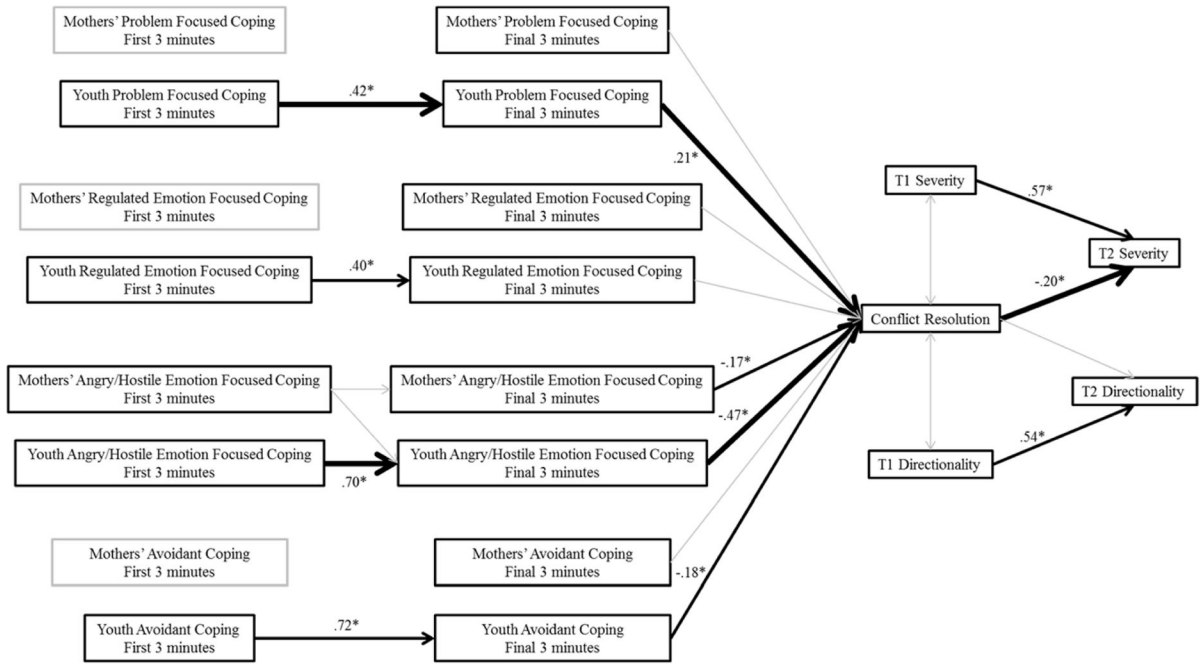 Mothers' Problem Focused Coping
First 3 minutes
Mothers' Problem Focused Coping
Final 3 minutes
Youth Problem Focused Coping
First 3 minutes
.42*
Youth Problem Focused Coping
Final 3 minutes
.21*
Mothers' Regulated Emotion Focused Coping
First 3 minutes
Mothers' Regulated Emotion Focused Coping
Final 3 minutes
T1 Severity
.57*
T2 Severity
Youth Regulated Emotion Focused Coping
First 3 minutes
.40*
Youth Regulated Emotion Focused Coping
Final 3 minutes
-.20*
Conflict Resolution
Mothers' Angry/Hostile Emotion Focused Coping
First 3 minutes
Mothers' Angry/Hostile Emotion Focused Coping
Final 3 minutes
-.17*
T2 Directionality
-.47*
Youth Angry/Hostile Emotion Focused Coping
First 3 minutes
.70*
Youth Angry/Hostile Emotion Focused Coping
Final 3 minutes
.54*
T1 Directionality
Mothers' Avoidant Coping
First 3 minutes
Mothers' Avoidant Coping
Final 3 minutes
-.18*
Youth Avoidant Coping
First 3 minutes
.72*
Youth Avoidant Coping
Final 3 minutes